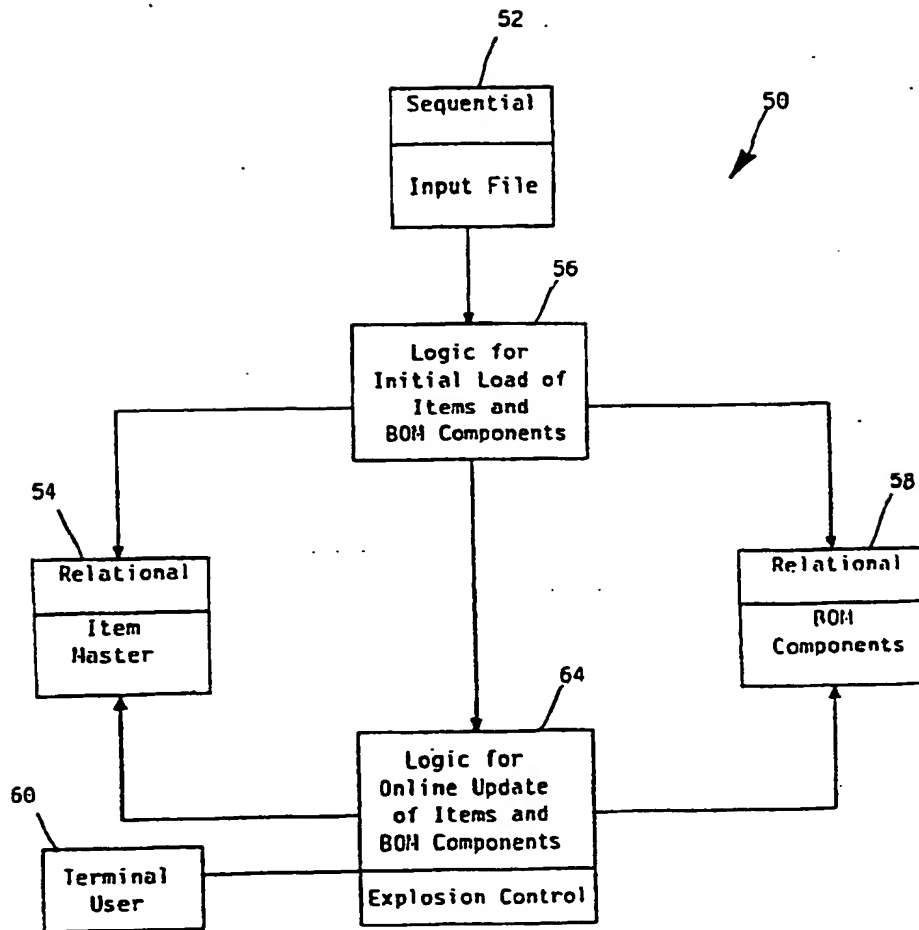 52
50
Sequential
Input File
56
Logic for
Initial Load of
Items and
BOM Components
54
58
Relational
Item
Master
Relational
BOM
Components
64
Logic for
Online Update
of Items and
BOM Components
Explosion Control
60
Terminal
User